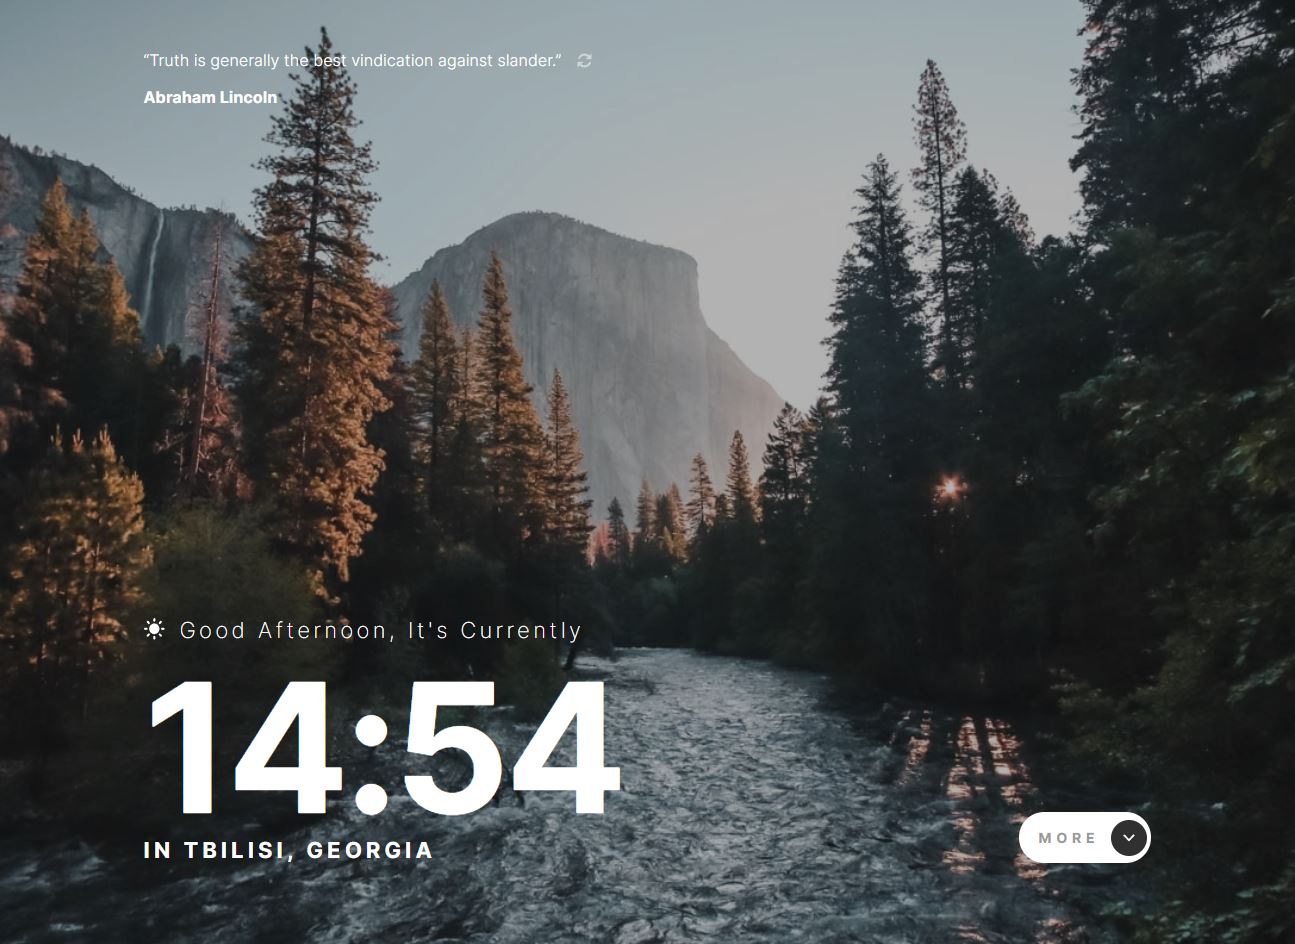 “Truth is generally the best vindication against slander.”
Abraham Lincoln
Good Afternoon, It's Currently
14:54
IN TBILISI, GEORGIA
MORE